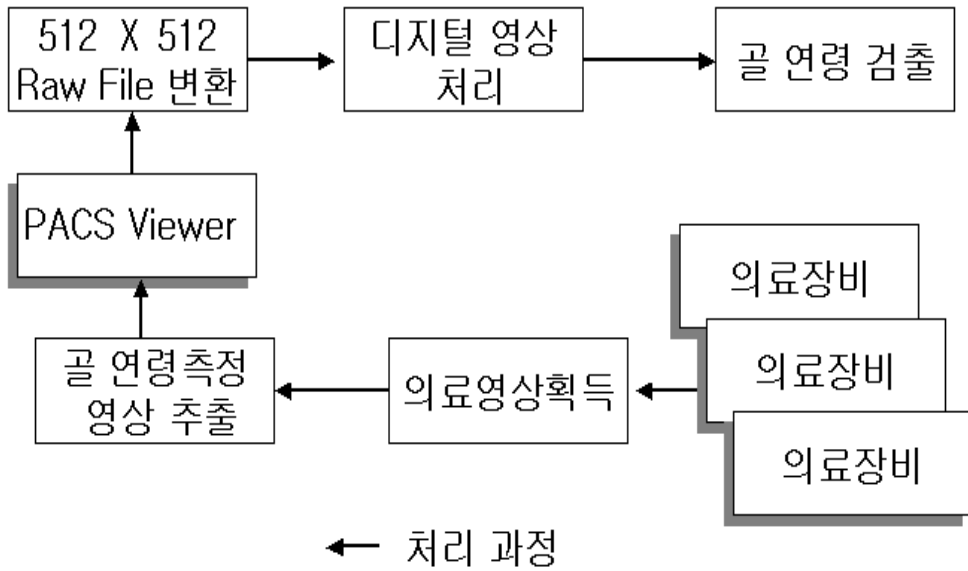 512 X 512
Raw File 변환
디지털 영상
처리
골 연령 검출
PACS Viewer
의료장비
의료장비
의료장비
골 연령측정
영상 추출
의료영상획득
처리 과정